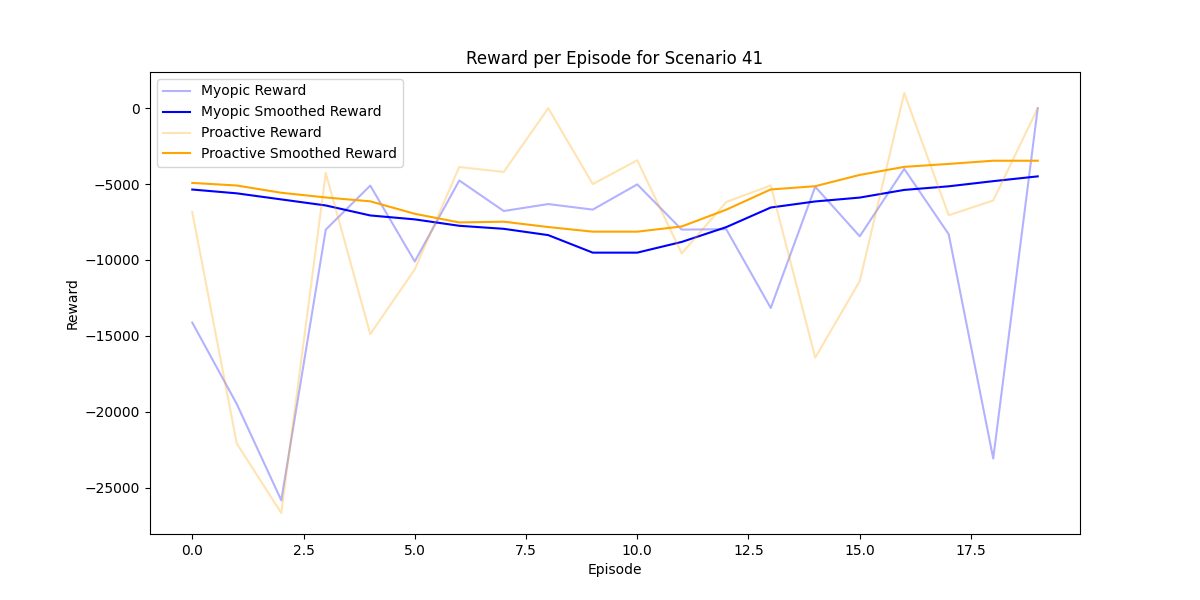 Reward per Episode for Scenario 41
Myopic Reward
Myopic Smoothed Reward
Proactive Reward
Proactive Smoothed Reward
0
−5000
−10000
−15000
−20000
−25000
Reward
0.0 2.5 5.0 7.5 10.0 12.5 15.0 17.5
Episode